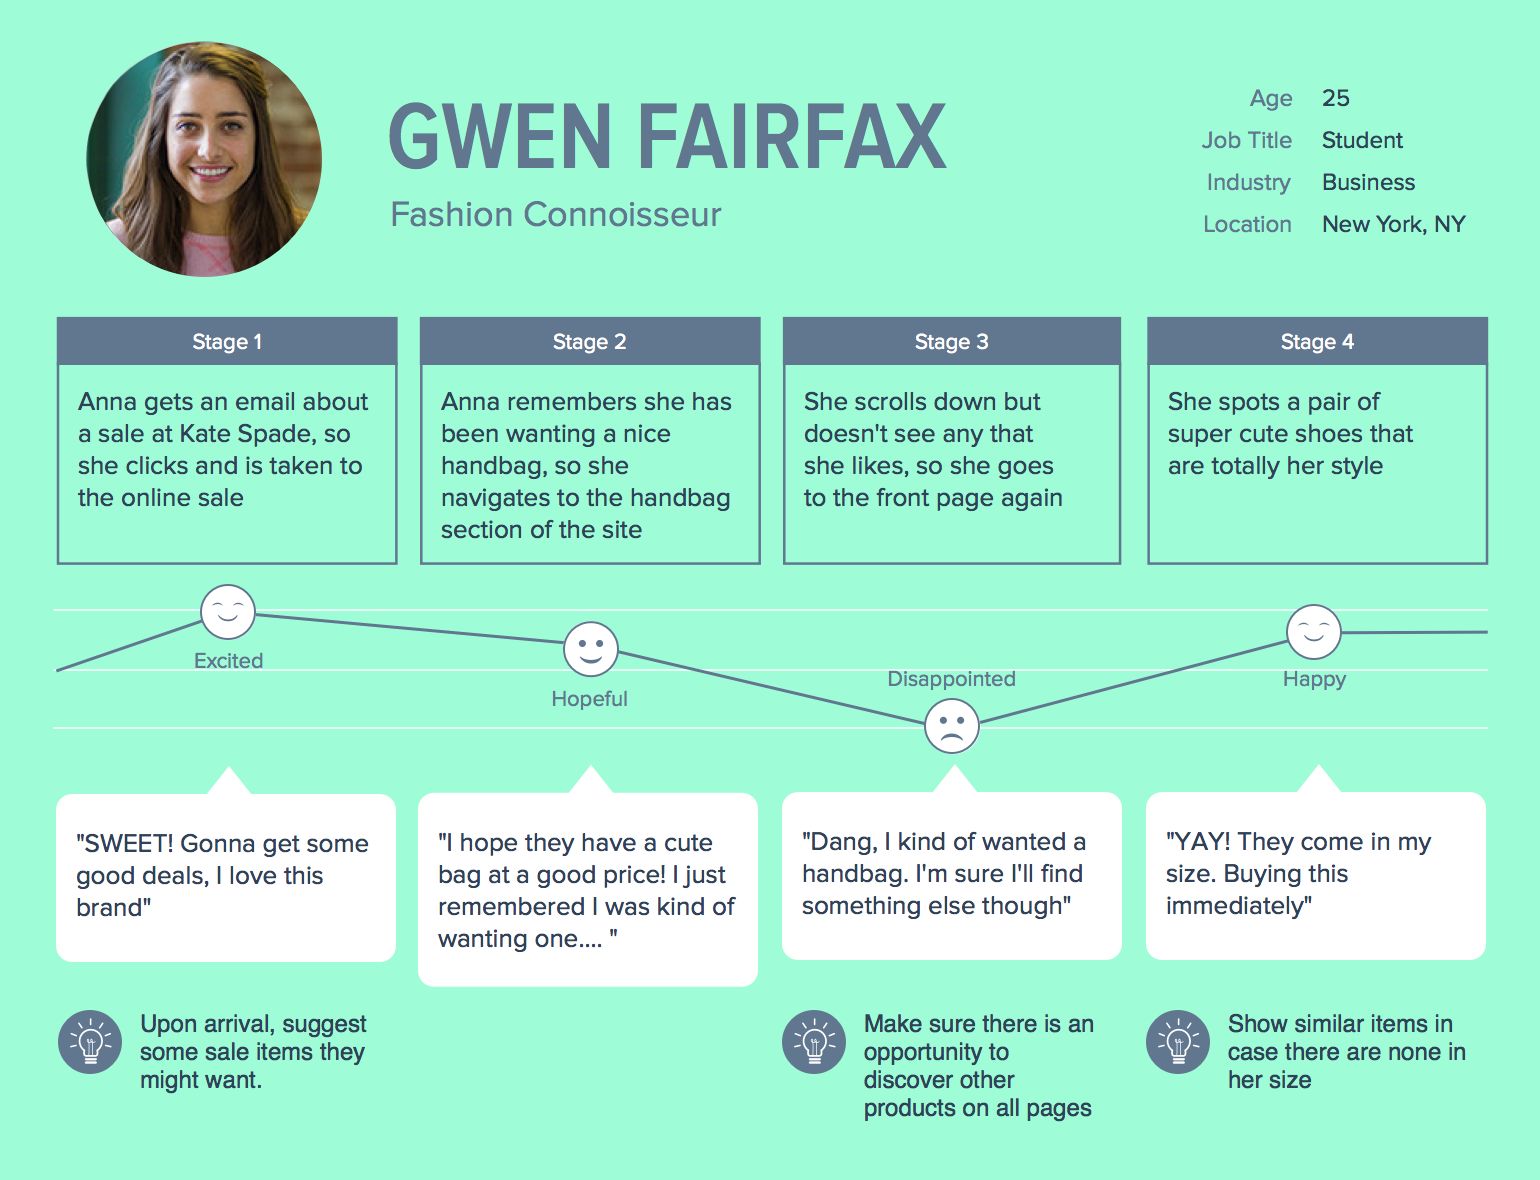 GWEN FAIRFAX
Fashion Connoisseur
Age 25
Job Title Student
Industry Business
Location New York, NY
Stage 1
Anna gets an email about
a sale at Kate Spade, so
she clicks and is taken to
the online sale
Stage 2
Anna remembers she has
been wanting a nice
handbag, so she
navigates to the handbag
section of the site
Stage 3
She scrolls down but
doesn't see any that
she likes, so she goes
to the front page again
Stage 4
She spots a pair of
super cute shoes that
are totally her style
Excited
Hopeful
Disappointed
Happy
"SWEET! Gonna get some
good deals, I love this
brand"
"I hope they have a cute
bag at a good price! I just
remembered I was kind of
wanting one.... "
"Dang, I kind of wanted a
handbag. I'm sure I'll find
something else though"
"YAY! They come in my
size. Buying this
immediately"
Upon arrival, suggest
some sale items they
might want.
Make sure there is an
opportunity to
discover other
products on all pages
Show similar items in
case there are none in
her size